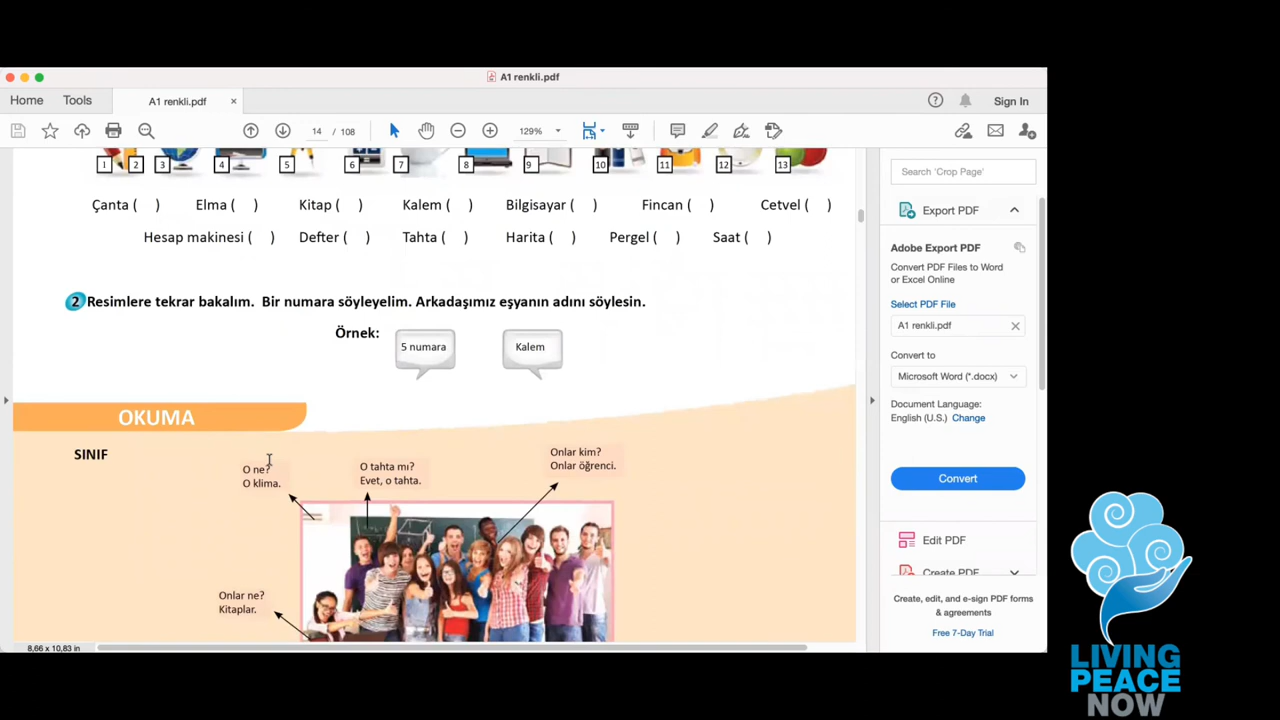 A1 renkli.pdf
Home Tools A1 renkli.pdf × Sign In
14 / 108 129%
Search 'Crop Page'
1 2 3 4 5 6 7 8 9 10 11 12 13
Çanta ( ) Elma ( ) Kitap ( ) Kalem ( ) Bilgisayar ( ) Fincan ( ) Cetvel ( )
Hesap makinesi ( ) Defter ( ) Tahta ( ) Harita ( ) Pergel ( ) Saat ( )
2 Resimlere tekrar bakalım. Bir numara söyleyelim. Arkadaşımız eşyanın adını söylesin.
Örnek:
5 numara
Kalem
OKUMA
SINIF
O ne?
O klima.
O tahta mı?
Evet, o tahta.
Onlar kim?
Onlar öğrenci.
Onlar ne?
Kitaplar.
8,66 x 10,83 in
Export PDF
Adobe Export PDF
Convert PDF Files to Word
or Excel Online
Select PDF File
A1 renkli.pdf
Convert to
Microsoft Word (*.docx)
Document Language:
English (U.S.) Change
Convert
Edit PDF
Create PDF
Create, edit, and e-sign PDF forms
& agreements
Free 7-Day Trial
LIVING
PEACE
NOW